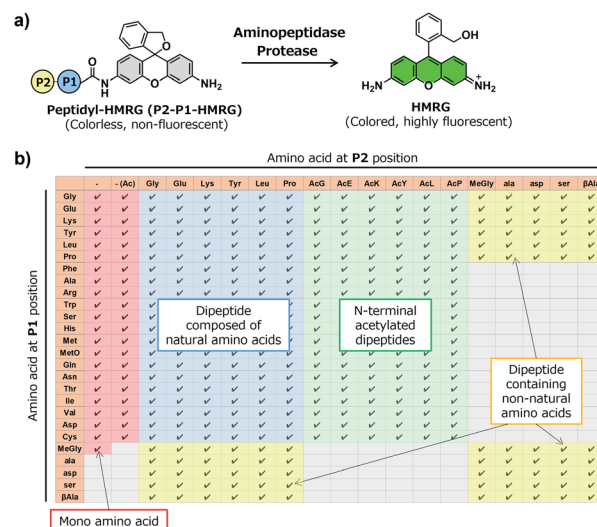 a)
Aminopeptidase
Protease
OH
O
P2 P1 O N H O NH2
NH2 O NH2 +
Peptidyl-HMRG (P2-P1-HMRG)
(Colorless, non-fluorescent)
HMRG
(Colored, highly fluorescent)
b)
Amino acid at P2 position
- - (Ac) Gly Glu Lys Tyr Leu Pro AcG AcE AcK AcY AcL AcP MeGly ala asp ser βAla
Amino acid at P1 position
Gly
Glu
Lys
Tyr
Leu
Pro
Phe
Ala
Arg
Trp
Ser
His
Met
MetO
Gln
Asn
Thr
Ile
Val
Asp
Cys
MeGly
ala
asp
ser
βAla
Dipeptide
composed of
natural amino acids
N-terminal
acetylated
dipeptides
Dipeptide
containing
non-natural
amino acids
Mono amino acid